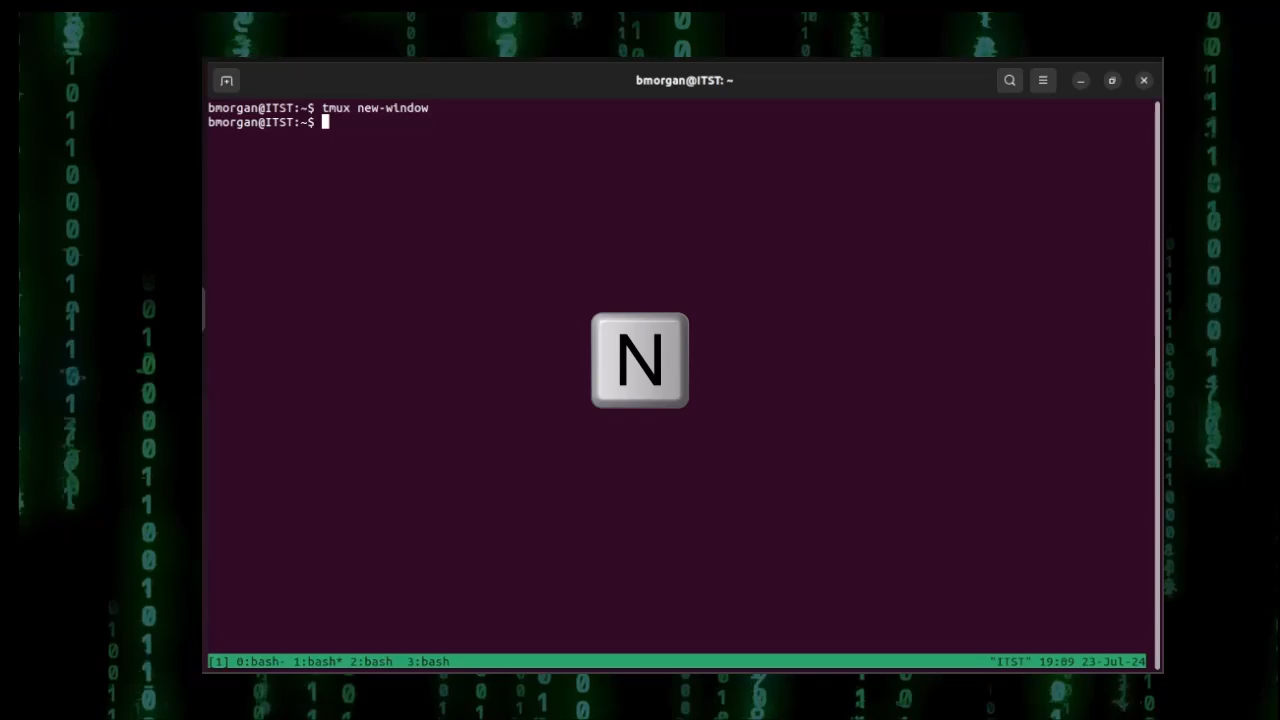 bmorgan@ITST: ~
bmorgan@ITST:~$ tmux new-window
bmorgan@ITST:~$
N
[1] 0:bash- 1:bash* 2:bash  3:bash "ITST" 19:09 23-Jul-24